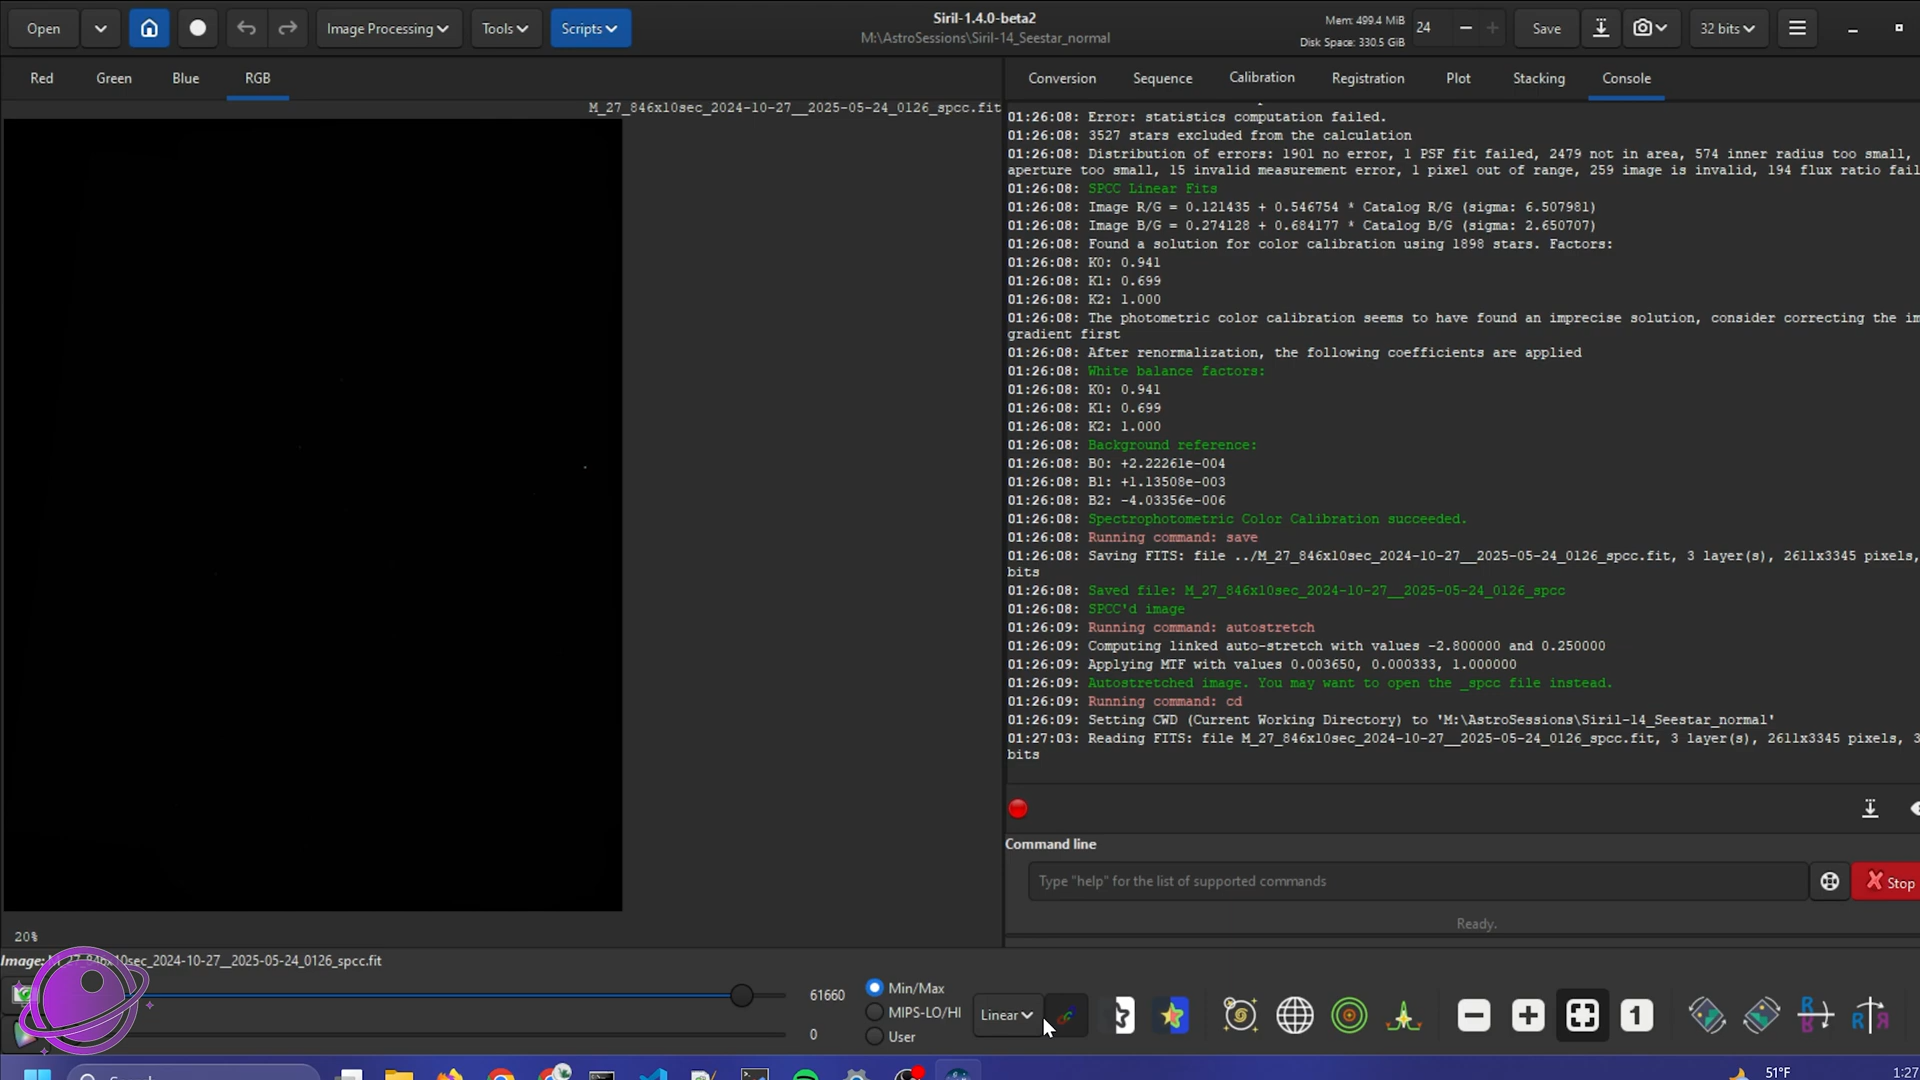 Open
Image Processing
Tools
Scripts
Siril-1.4.0-beta2
M:\AstroSessions\Siril-14_Seestar_normal
Mem: 499.4 MiB
Disk Space: 330.5 GiB
24
Save
32 bits
Red
Green
Blue
RGB
Conversion
Sequence
Calibration
Registration
Plot
Stacking
Console
M_27_846x10sec_2024-10-27__2025-05-24_0126_spcc.fit
01:26:08: Error: statistics computation failed.
01:26:08: 3527 stars excluded from the calculation
01:26:08: Distribution of errors: 1901 no error, 1 PSF fit failed, 2479 not in area, 574 inner radius too small,
aperture too small, 15 invalid measurement error, 1 pixel out of range, 259 image is invalid, 194 flux ratio fail
01:26:08: SPCC Linear Fits
01:26:08: Image R/G = 0.121435 + 0.546754 * Catalog R/G (sigma: 6.507981)
01:26:08: Image B/G = 0.274128 + 0.684177 * Catalog B/G (sigma: 2.650707)
01:26:08: Found a solution for color calibration using 1898 stars. Factors:
01:26:08: K0: 0.941
01:26:08: K1: 0.699
01:26:08: K2: 1.000
01:26:08: The photometric color calibration seems to have found an imprecise solution, consider correcting the im
gradient first
01:26:08: After renormalization, the following coefficients are applied
01:26:08: White balance factors:
01:26:08: K0: 0.941
01:26:08: K1: 0.699
01:26:08: K2: 1.000
01:26:08: Background reference:
01:26:08: B0: +2.22261e-004
01:26:08: B1: +1.13508e-003
01:26:08: B2: -4.03356e-006
01:26:08: Spectrophotometric Color Calibration succeeded.
01:26:08: Running command: save
01:26:08: Saving FITS: file ../M_27_846x10sec_2024-10-27__2025-05-24_0126_spcc.fit, 3 layer(s), 2611x3345 pixels,
bits
01:26:08: Saved file: M_27_846x10sec_2024-10-27__2025-05-24_0126_spcc
01:26:08: SPCC'd image
01:26:09: Running command: autostretch
01:26:09: Computing linked auto-stretch with values -2.800000 and 0.250000
01:26:09: Applying MTF with values 0.003650, 0.000333, 1.000000
01:26:09: Autostretched image. You may want to open the _spcc file instead.
01:26:09: Running command: cd
01:26:09: Setting CWD (Current Working Directory) to 'M:\AstroSessions\Siril-14_Seestar_normal'
01:27:03: Reading FITS: file M_27_846x10sec_2024-10-27__2025-05-24_0126_spcc.fit, 3 layer(s), 2611x3345 pixels, 3
bits
Command line
Type "help" for the list of supported commands
Stop
Ready.
20%
Image: 10sec_2024-10-27__2025-05-24_0126_spcc.fit
61660
0
Min/Max
MIPS-LO/HI
User
Linear
1
51°F
1:27